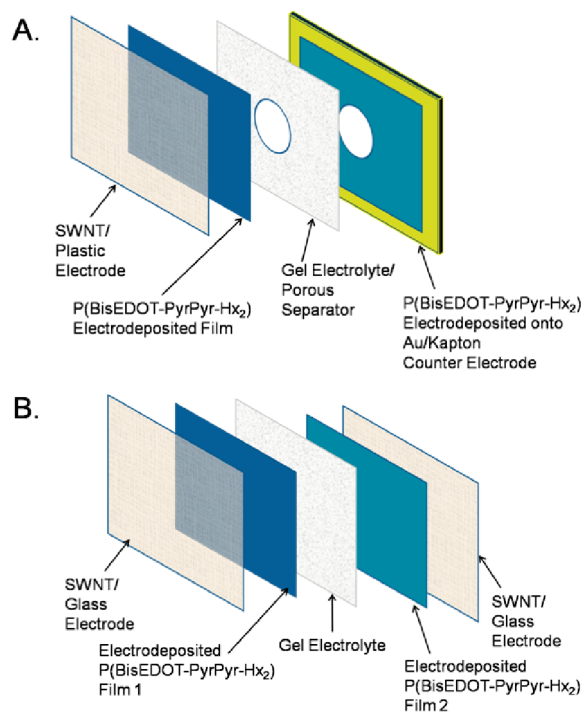 A.
SWNT/
Plastic
Electrode
P(BisEDOT-PyrPyr-Hx₂)
Electrodeposited Film
Gel Electrolyte/
Porous
Separator
P(BisEDOT-PyrPyr-Hx₂)
Electrodeposited onto
Au/Kapton
Counter Electrode
B.
SWNT/
Glass
Electrode
Electrodeposited
P(BisEDOT-PyrPyr-Hx₂)
Film 1
Gel Electrolyte
Electrodeposited
P(BisEDOT-PyrPyr-Hx₂)
Film 2
SWNT/
Glass
Electrode